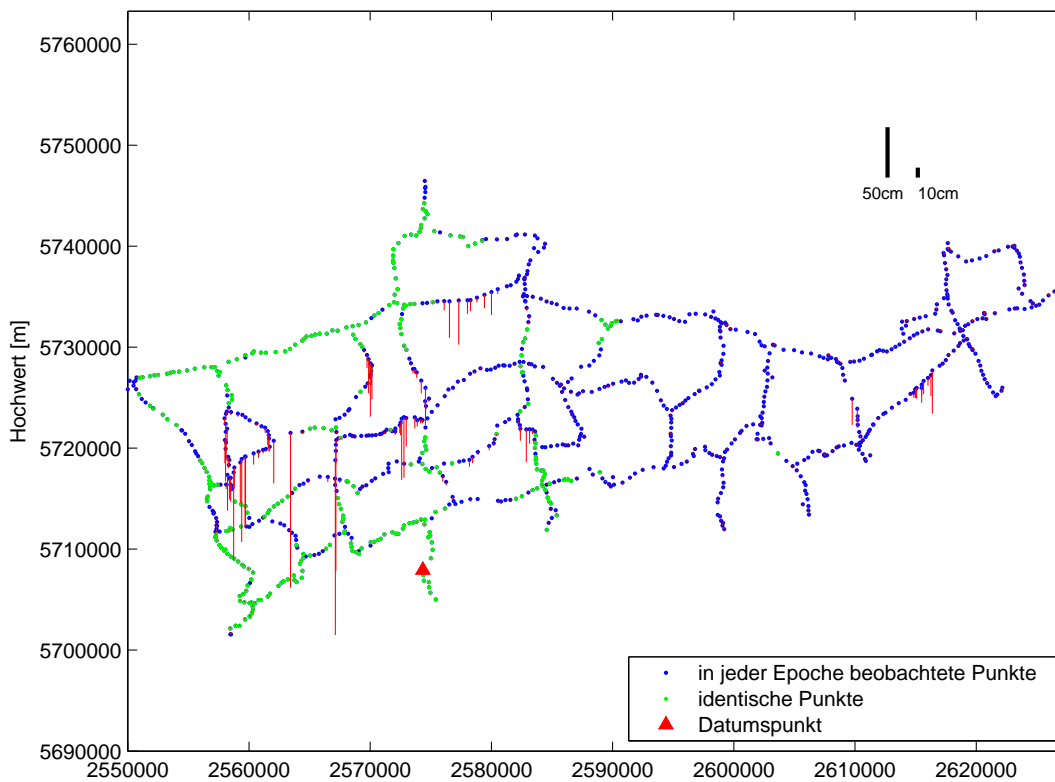 5760000
5750000
50cm 10cm
5740000
5730000
Hochwert [m]
5720000
5710000
5700000
in jeder Epoche beobachtete Punkte
identische Punkte
Datumspunkt
5690000
2550000 2560000 2570000 2580000 2590000 2600000 2610000 2620000